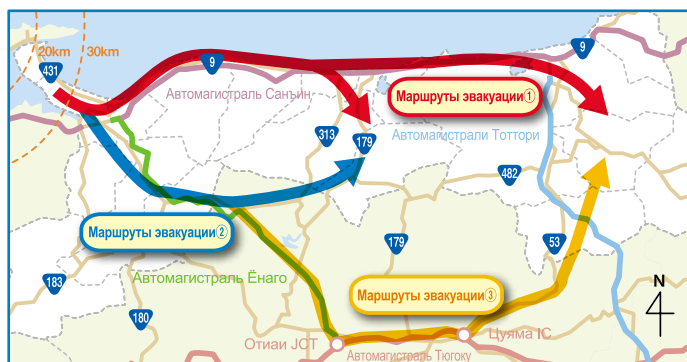 20km
30km
431
9
9
Маршруты эвакуации①
Автомагистраль Санъин
313
179
Автомагистрали Тоттори
482
Маршруты эвакуации②
179
53
Автомагистраль Ёнаго
183
180
Маршруты эвакуации③
N
4
Отиаи JCT
Цуяма IC
Автомагистраль Тюгоку